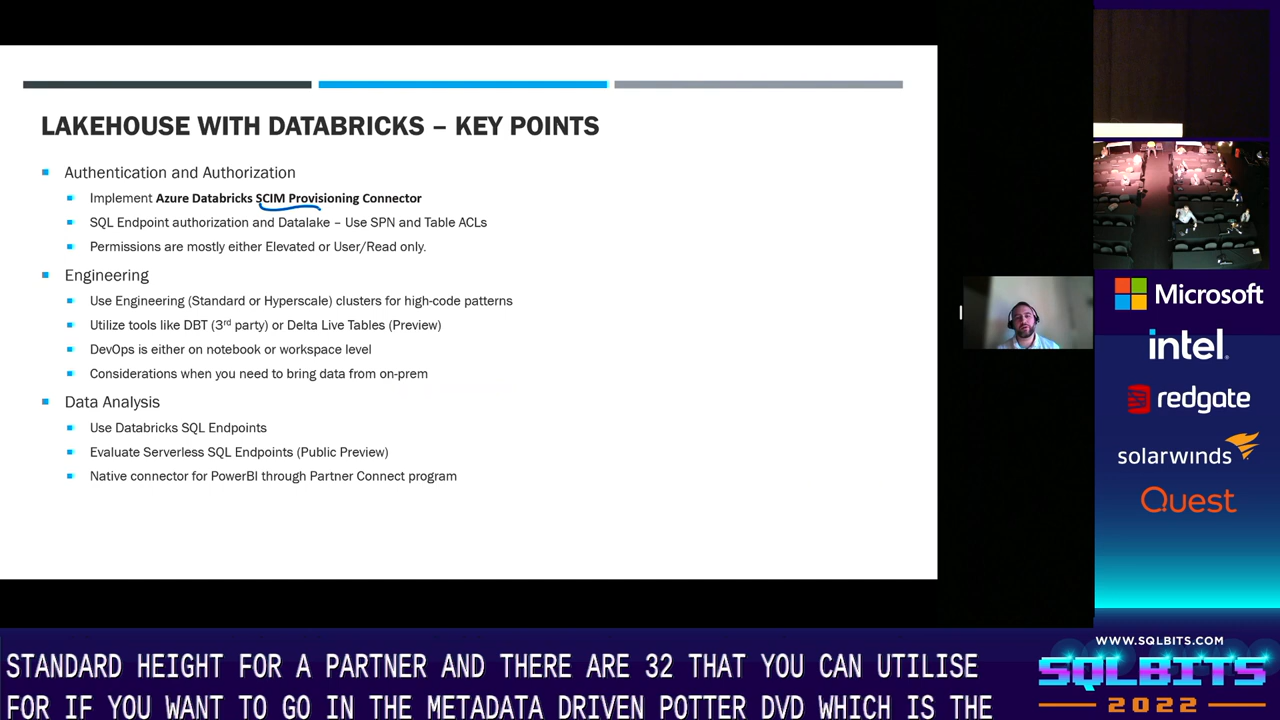 LAKEHOUSE WITH DATABRICKS – KEY POINTS
Authentication and Authorization
Implement Azure Databricks SCIM Provisioning Connector
SQL Endpoint authorization and Datalake – Use SPN and Table ACLs
Permissions are mostly either Elevated or User/Read only.
Engineering
Use Engineering (Standard or Hyperscale) clusters for high-code patterns
Utilize tools like DBT (3rd party) or Delta Live Tables (Preview)
DevOps is either on notebook or workspace level
Considerations when you need to bring data from on-prem
Data Analysis
Use Databricks SQL Endpoints
Evaluate Serverless SQL Endpoints (Public Preview)
Native connector for PowerBI through Partner Connect program
Microsoft
intel.
redgate
solarwinds
Quest
WWW.SQLBITS.COM
SQLBITS
2022
STANDARD HEIGHT FOR A PARTNER AND THERE ARE 32 THAT YOU CAN UTILISE
FOR IF YOU WANT TO GO IN THE METADATA DRIVEN POTTER DVD WHICH IS THE